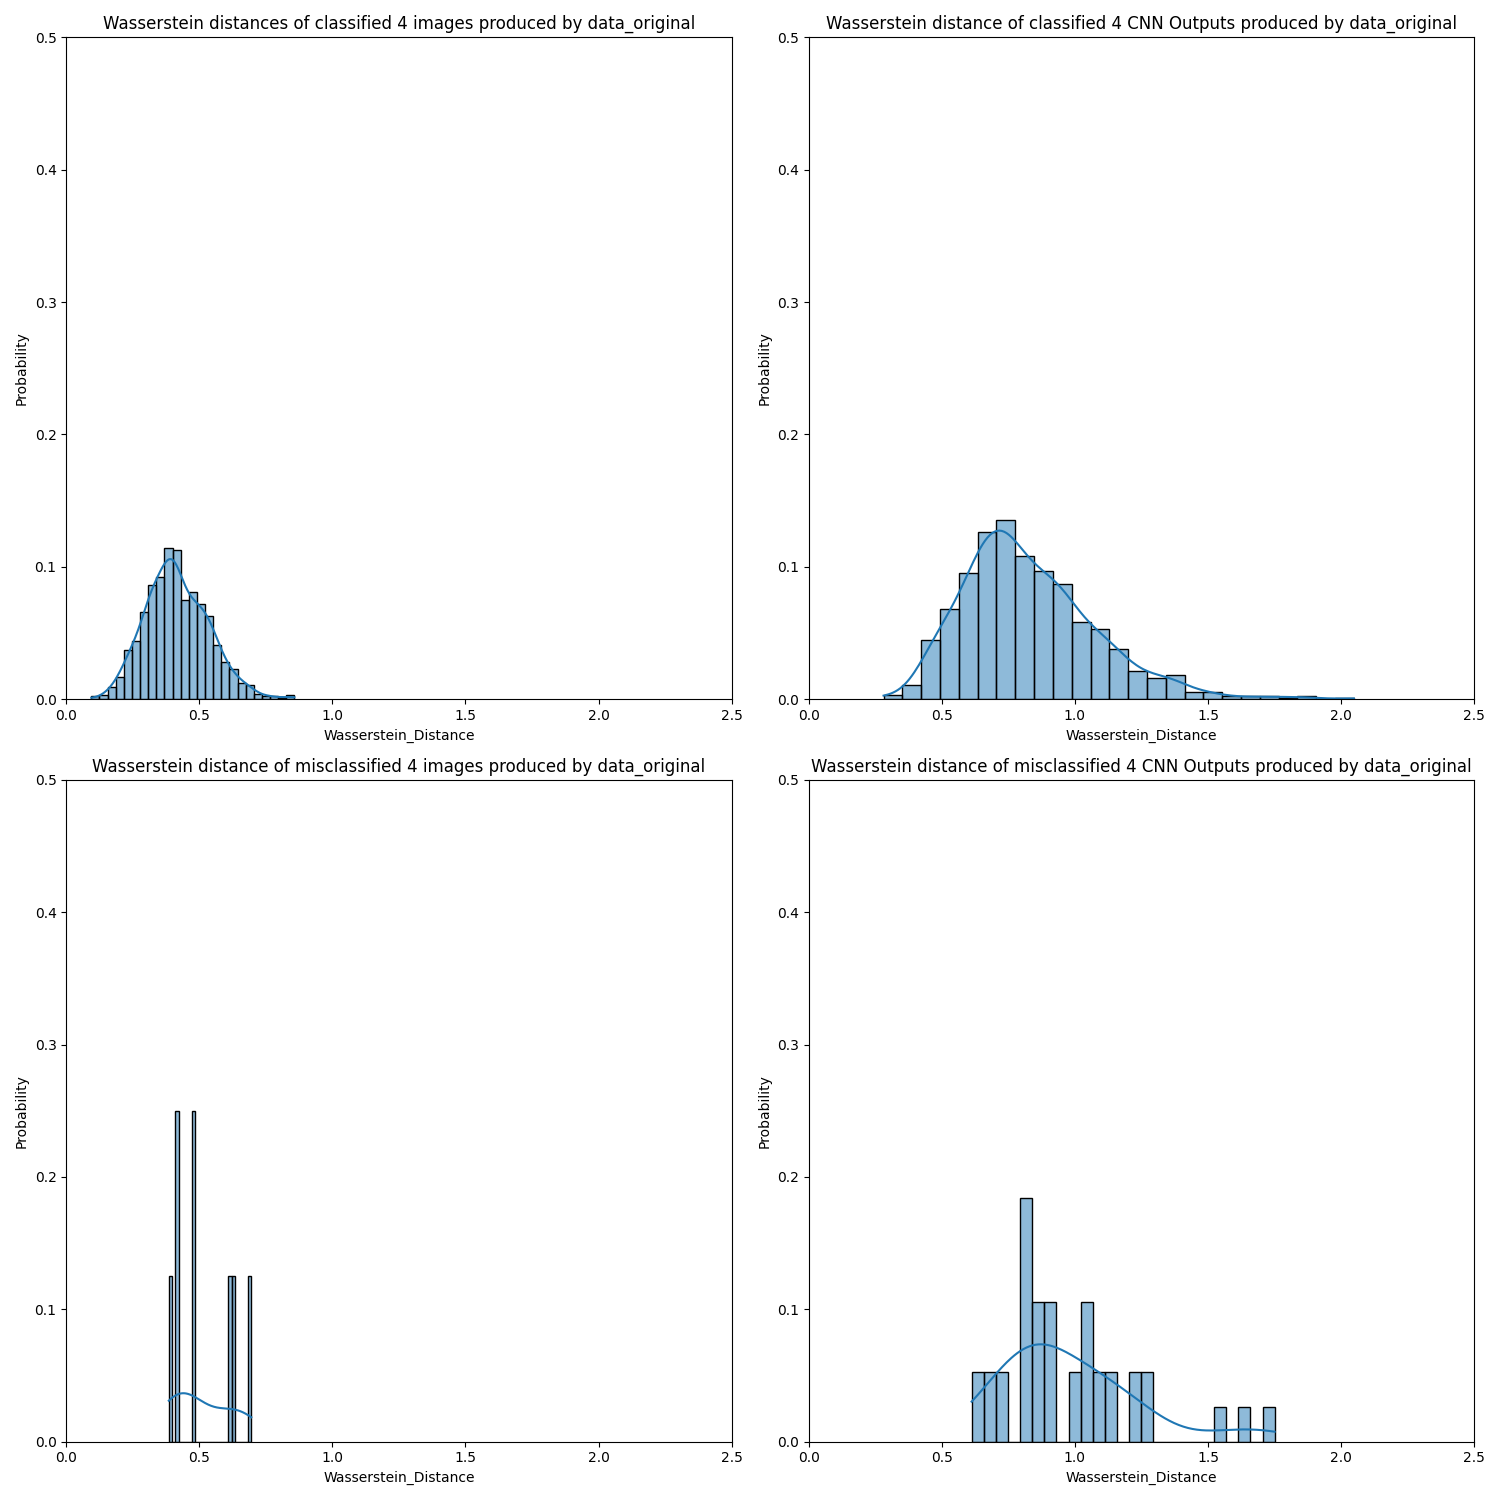 Wasserstein distances of classified 4 images produced by data_original
0.5
0.4
0.3
0.2
0.1
0.0
Probability
0.0 0.5 1.0 1.5 2.0 2.5
Wasserstein_Distance
Wasserstein distance of classified 4 CNN Outputs produced by data_original
0.5
0.4
0.3
0.2
0.1
0.0
Probability
0.0 0.5 1.0 1.5 2.0 2.5
Wasserstein_Distance
Wasserstein distance of misclassified 4 images produced by data_original
0.5
0.4
0.3
0.2
0.1
0.0
Probability
0.0 0.5 1.0 1.5 2.0 2.5
Wasserstein_Distance
Wasserstein distance of misclassified 4 CNN Outputs produced by data_original
0.5
0.4
0.3
0.2
0.1
0.0
Probability
0.0 0.5 1.0 1.5 2.0 2.5
Wasserstein_Distance